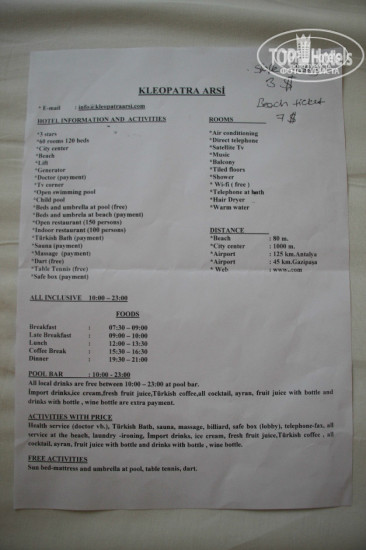 TOP Hotels
ФОТО ГОСТЯ
3 $
Beach ticket
7 $
KLEOPATRA ARSİ
* E-mail : info@kleopatraarsi.com
HOTEL INFORMATION AND ACTIVITIES
*3 stars
*60 rooms 120 beds
*City center
*Beach
*Lift
*Generator
*Doctor (payment)
*Tv corner
*Open swimming pool
*Child pool
*Beds and umbrella at pool (free)
*Beds and umbrela at beach (payment)
*Open restaurant (150 persons)
*Indoor restaurant (100 persons)
*Türkish Bath (payment)
*Sauna (payment)
*Massage (payment)
*Dart (free)
*Table Tennis (free)
*Safe box (payment)
ROOMS
*Air conditioning
*Direct telephone
*Satellite Tv
*Music
*Balcony
*Tiled floors
*Shower
* Wi-fi ( free )
*Telephone at bath
*Hair Dryer
*Warm water
DISTANCE
*Beach : 80 m.
*City center : 1000 m.
*Airport : 125 km.Antalya
*Airport : 45 km.Gazipaşa
* Web : www..com
ALL INCLUSIVE 10:00 – 23:00
FOODS
Breakfast : 07:30 – 09:00
Late Breakfast : 09:00 – 10:00
Lunch : 12:00 – 13:30
Coffee Break : 15:30 – 16:30
Dinner : 19:30 – 21:00
POOL BAR : 10:00 - 23:00
All local drinks are free between 10:00 – 23:00 at pool bar.
İmport drinks,ice cream,fresh fruit juice,Türkish coffee,all cocktail, ayran, fruit juice with bottle and
drinks with bottle , wine bottle are extra payment.
ACTIVITIES WITH PRICE
Health service (doctor vb.), Türkish Bath, sauna, massage, billiard, safe box (lobby), telephone-fax, all
service at the beach, laundry -ironing, İmport drinks, ice cream, fresh fruit juice,Türkish coffee , all
cocktail, ayran, fruit juice with bottle and drinks with bottle , wine bottle.
FREE ACTIVITIES
Sun bed-mattress and umbrella at pool, table tennis, dart.